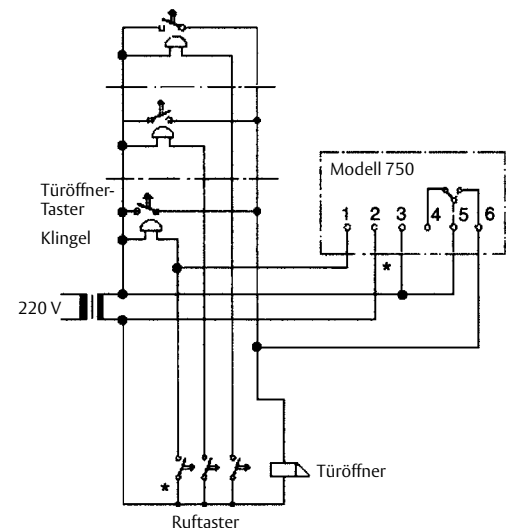 Modell 750
1 2 3 4 5 6
*
Türöffner-
Taster
Klingel
220 V
*
Türöffner
Ruftaster